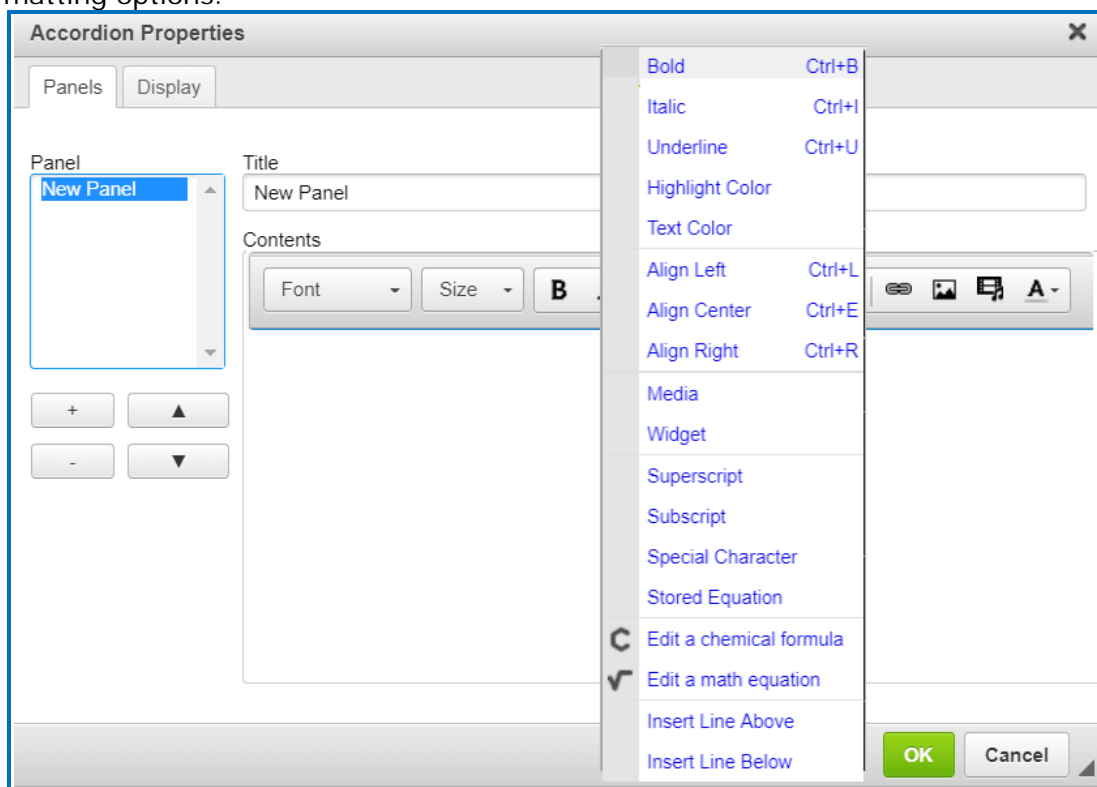 matting options.
Accordion Properties
Panels Display
Panel
New Panel
+ ▲
- ▼
Title
New Panel
Contents
Font Size B A
Bold Ctrl+B
Italic Ctrl+I
Underline Ctrl+U
Highlight Color
Text Color
Align Left Ctrl+L
Align Center Ctrl+E
Align Right Ctrl+R
Media
Widget
Superscript
Subscript
Special Character
Stored Equation
Edit a chemical formula
Edit a math equation
Insert Line Above
Insert Line Below
OK Cancel